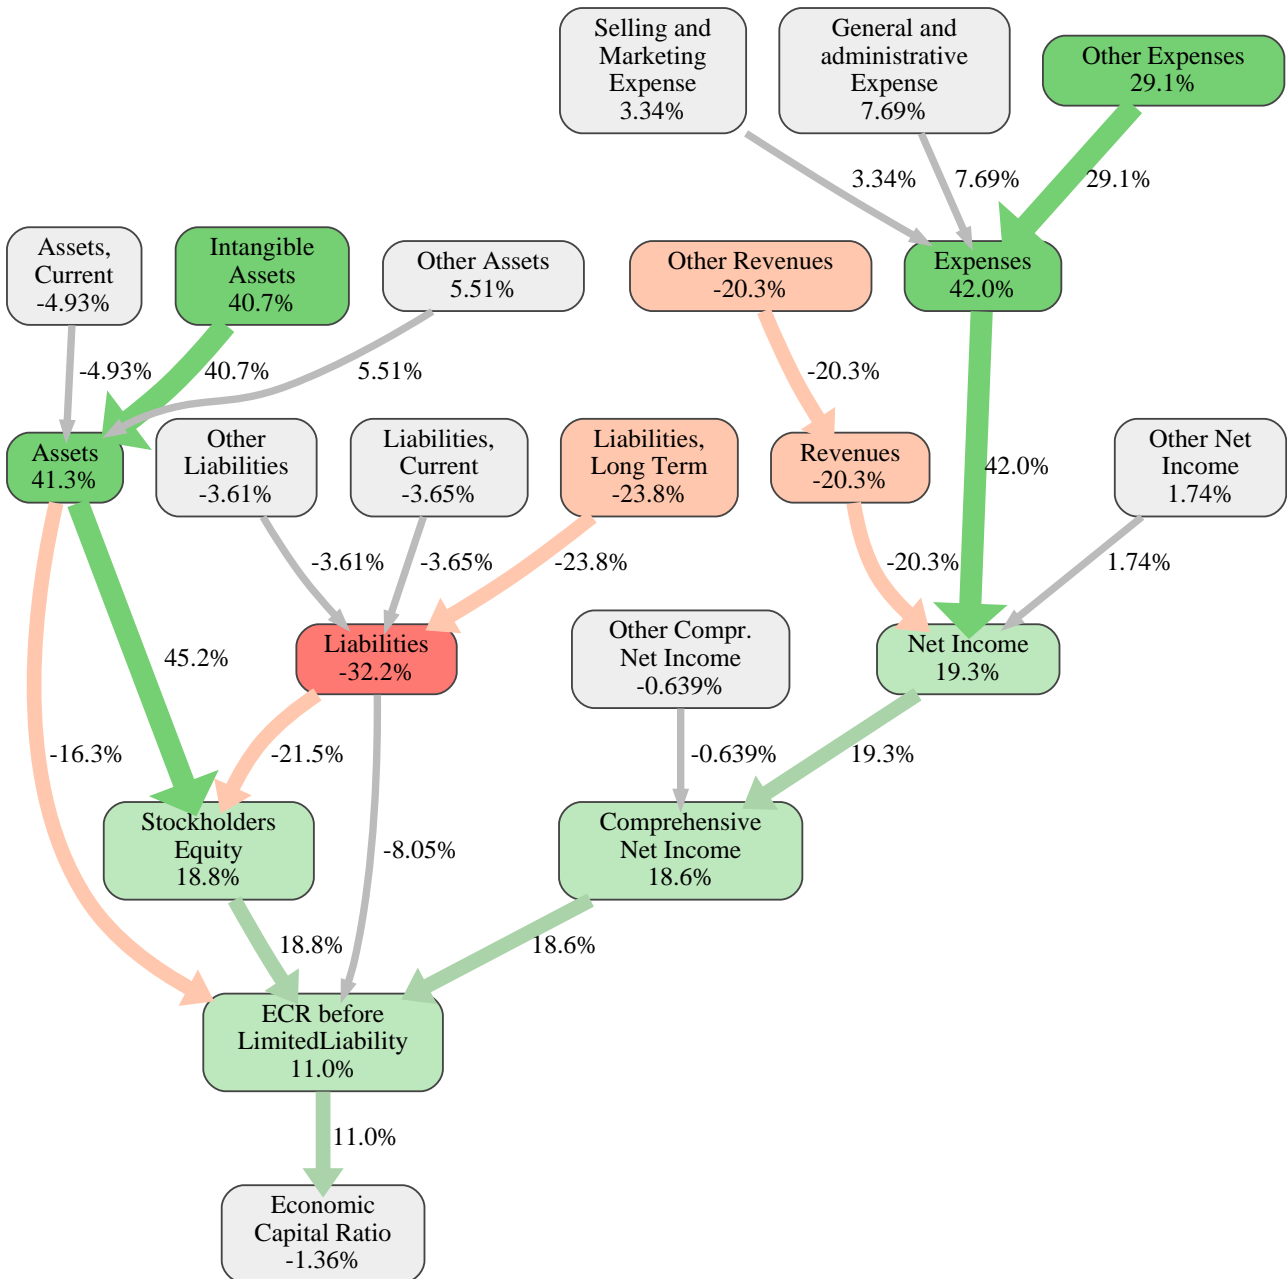 Selling and
Marketing
Expense
3.34%
General and
administrative
Expense
7.69%
Other Expenses
29.1%
3.34%
7.69%
29.1%
Assets,
Current
-4.93%
Intangible
Assets
40.7%
Other Assets
5.51%
Other Revenues
-20.3%
Expenses
42.0%
-4.93%
40.7%
5.51%
-20.3%
Assets
41.3%
Other
Liabilities
-3.61%
Liabilities,
Current
-3.65%
Liabilities,
Long Term
-23.8%
Revenues
-20.3%
42.0%
Other Net
Income
1.74%
-3.61%
-3.65%
-23.8%
-20.3%
1.74%
45.2%
Liabilities
-32.2%
Other Compr.
Net Income
-0.639%
Net Income
19.3%
-16.3%
-21.5%
-0.639%
19.3%
Stockholders
Equity
18.8%
-8.05%
Comprehensive
Net Income
18.6%
18.8%
18.6%
ECR before
LimitedLiability
11.0%
11.0%
Economic
Capital Ratio
-1.36%